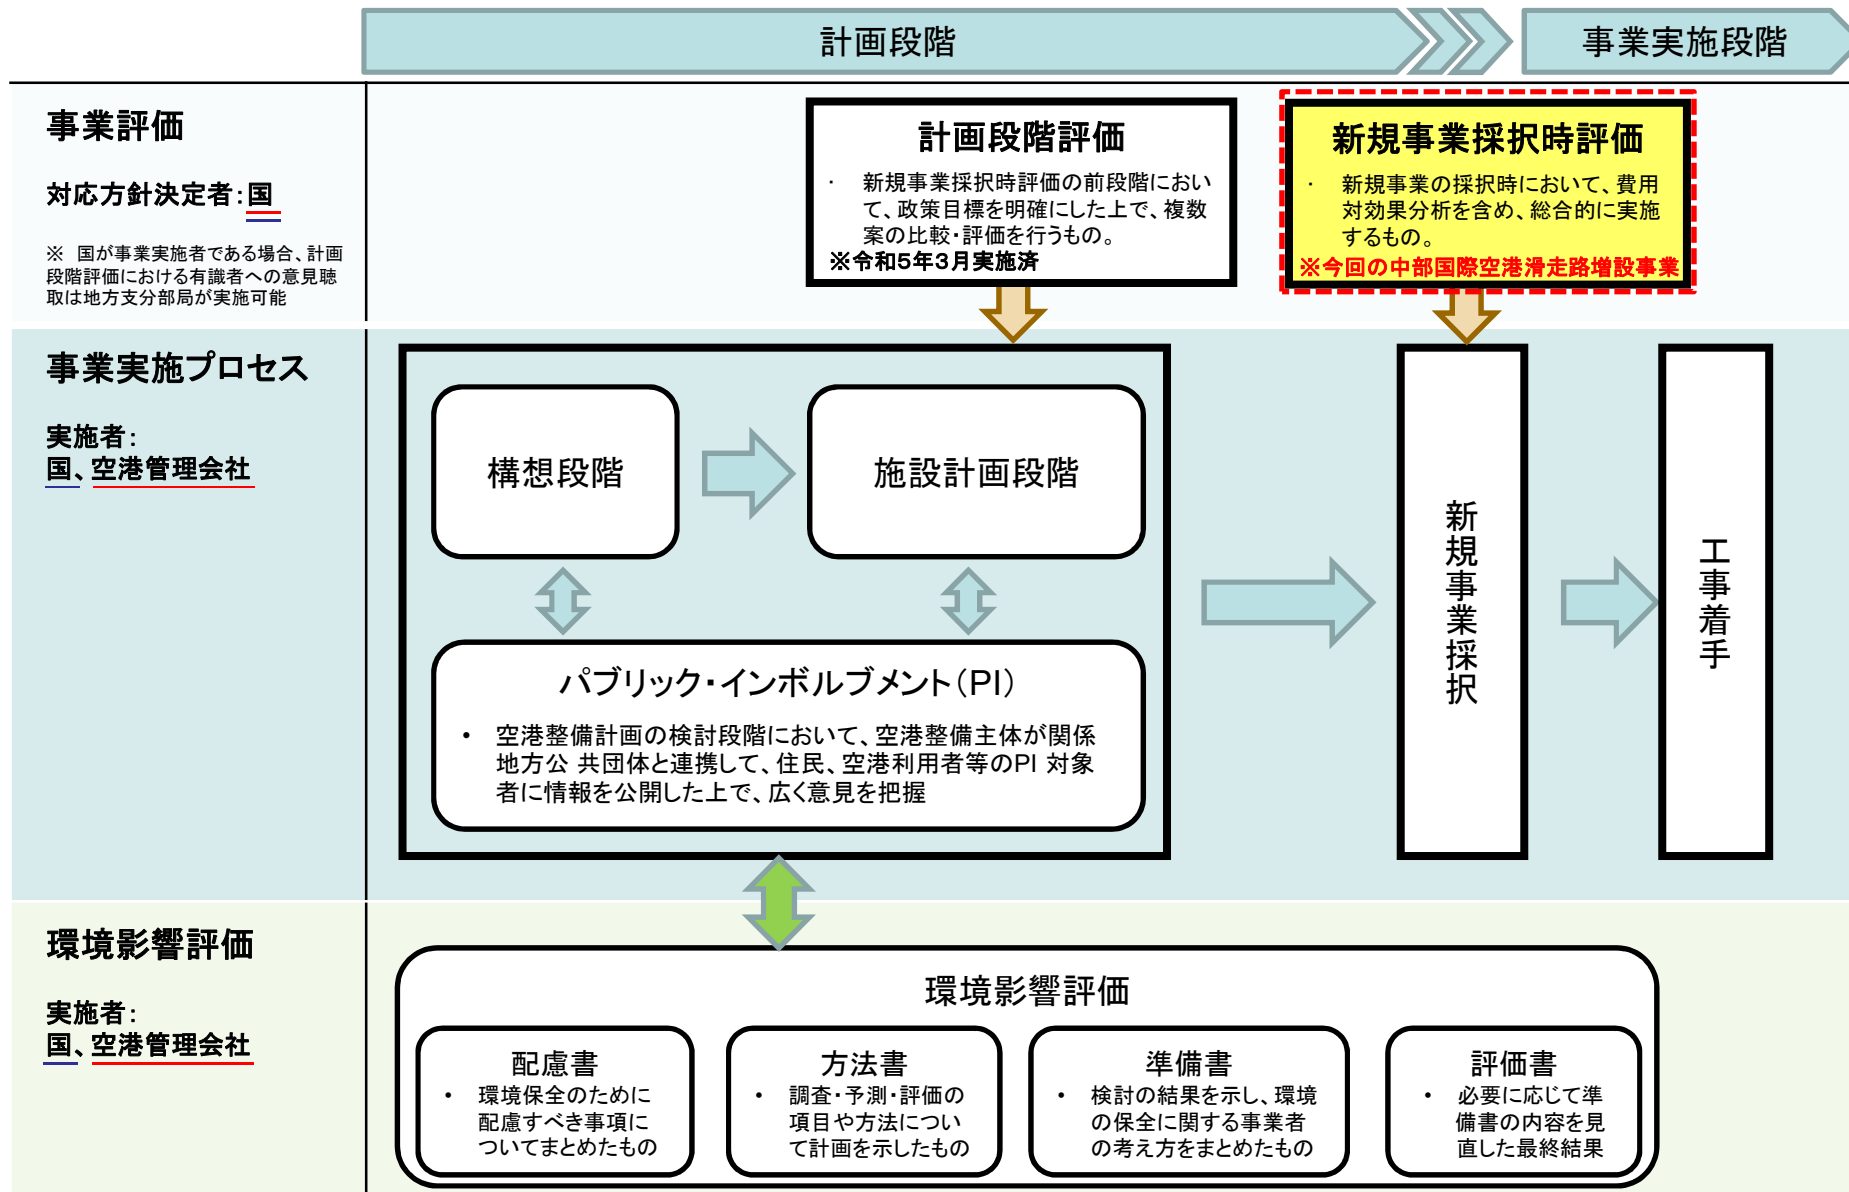 計画段階
事業実施段階
事業評価
対応方針決定者：国
※ 国が事業実施者である場合、計画
段階評価における有識者への意見聴
取は地方支分部局が実施可能
計画段階評価
・ 新規事業採択時評価の前段階におい
て、政策目標を明確にした上で、複数
案の比較・評価を行うもの。
※令和5年3月実施済
新規事業採択時評価
・ 新規事業の採択時において、費用
対効果分析を含め、総合的に実施
するもの。
※今回の中部国際空港滑走路増設事業
事業実施プロセス
実施者：
国、空港管理会社
構想段階
施設計画段階
パブリック・インボルブメント（PI）
• 空港整備計画の検討段階において、空港整備主体が関係
地方公 共団体と連携して、住民、空港利用者等のPI 対象
者に情報を公開した上で、広く意見を把握
新規事業採択
工事着手
環境影響評価
実施者：
国、空港管理会社
環境影響評価
配慮書
• 環境保全のために
配慮すべき事項に
ついてまとめたもの
方法書
• 調査・予測・評価の
項目や方法につい
て計画を示したもの
準備書
• 検討の結果を示し、環境
の保全に関する事業者
の考え方をまとめたもの
評価書
• 必要に応じて準
備書の内容を見
直した最終結果